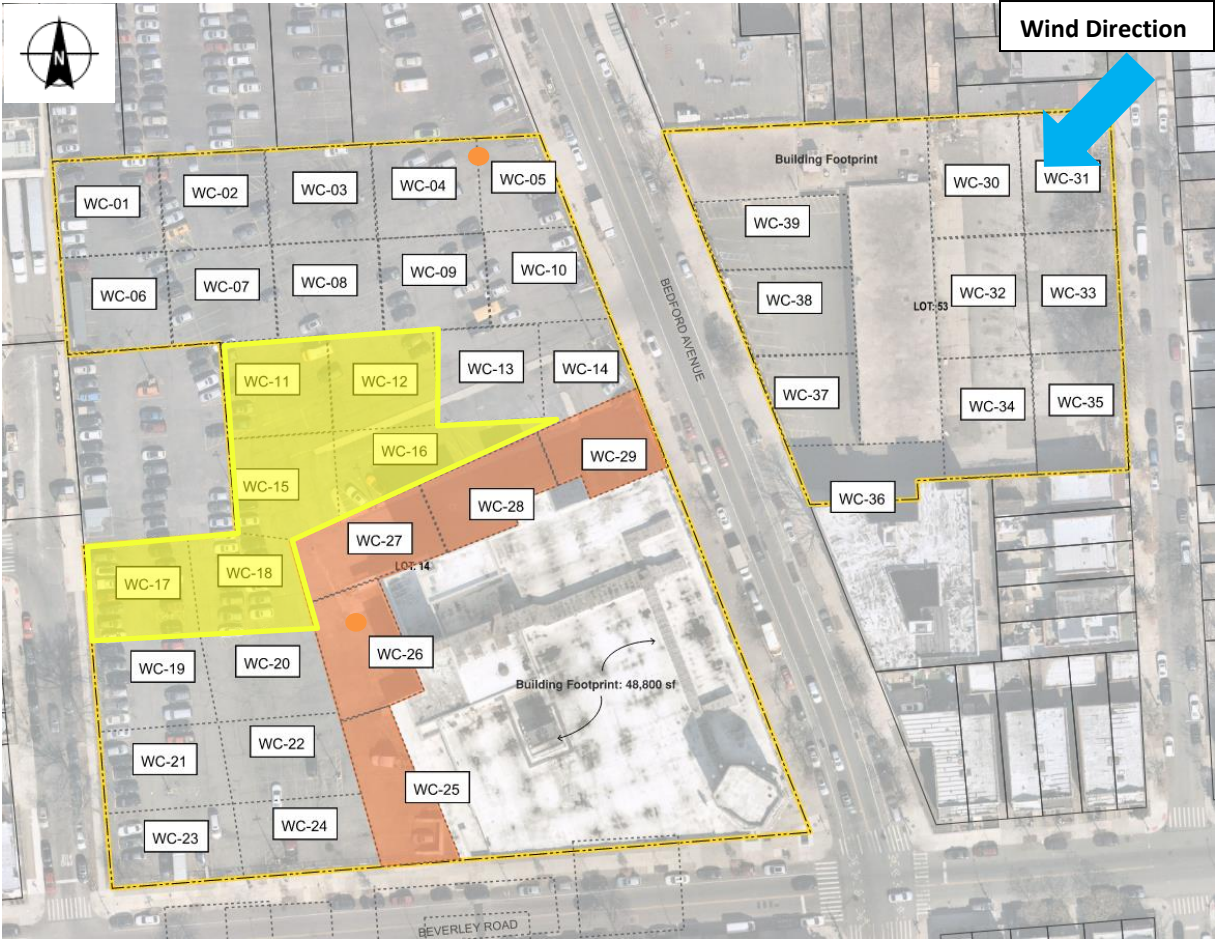 N
Wind Direction
Building Footprint
WC-01
WC-02
WC-03
WC-04
WC-05
WC-30
WC-31
WC-39
WC-06
WC-07
WC-08
WC-09
WC-10
WC-38
LOT: 53
WC-32
WC-33
BEDFORD AVENUE
WC-11
WC-12
WC-13
WC-14
WC-37
WC-34
WC-35
WC-15
WC-16
WC-29
WC-36
WC-28
WC-27
LOT: 14
WC-17
WC-18
WC-26
WC-19
WC-20
Building Footprint: 48,800 sf
WC-21
WC-22
WC-25
WC-23
WC-24
BEVERLEY ROAD